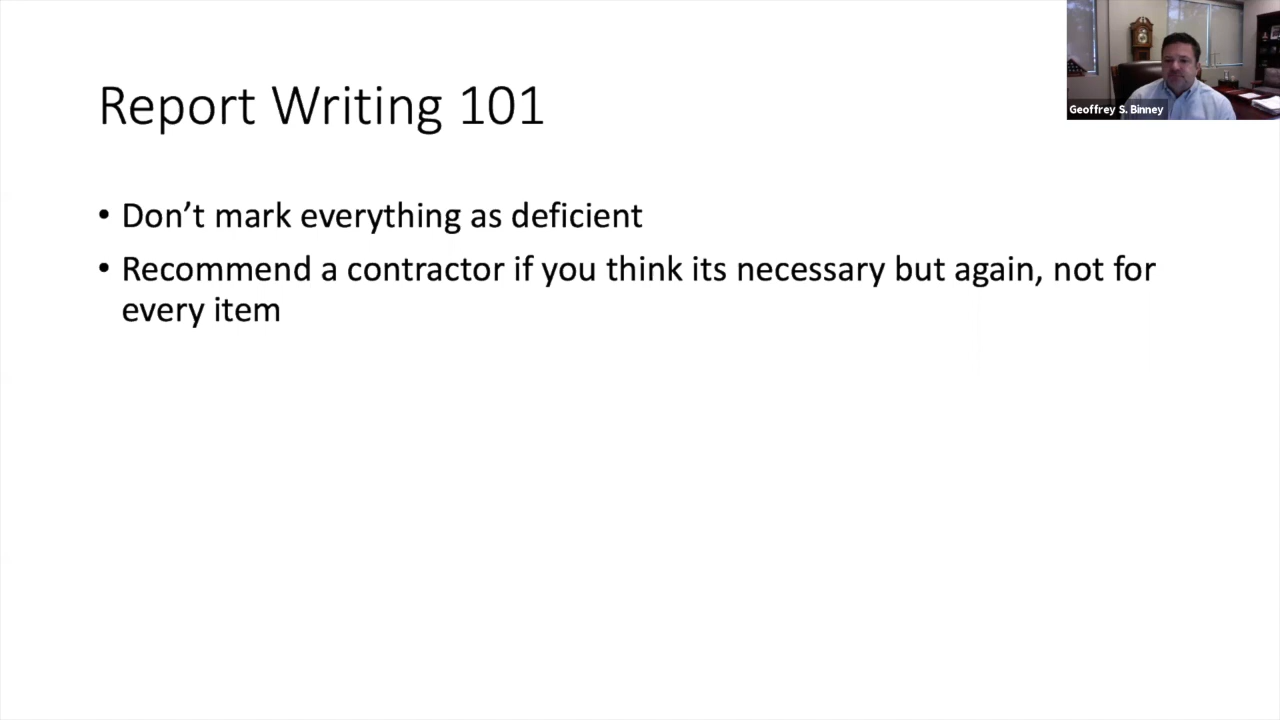 Report Writing 101
• Don’t mark everything as deficient
• Recommend a contractor if you think its necessary but again, not for
every item
Geoffrey S. Binney